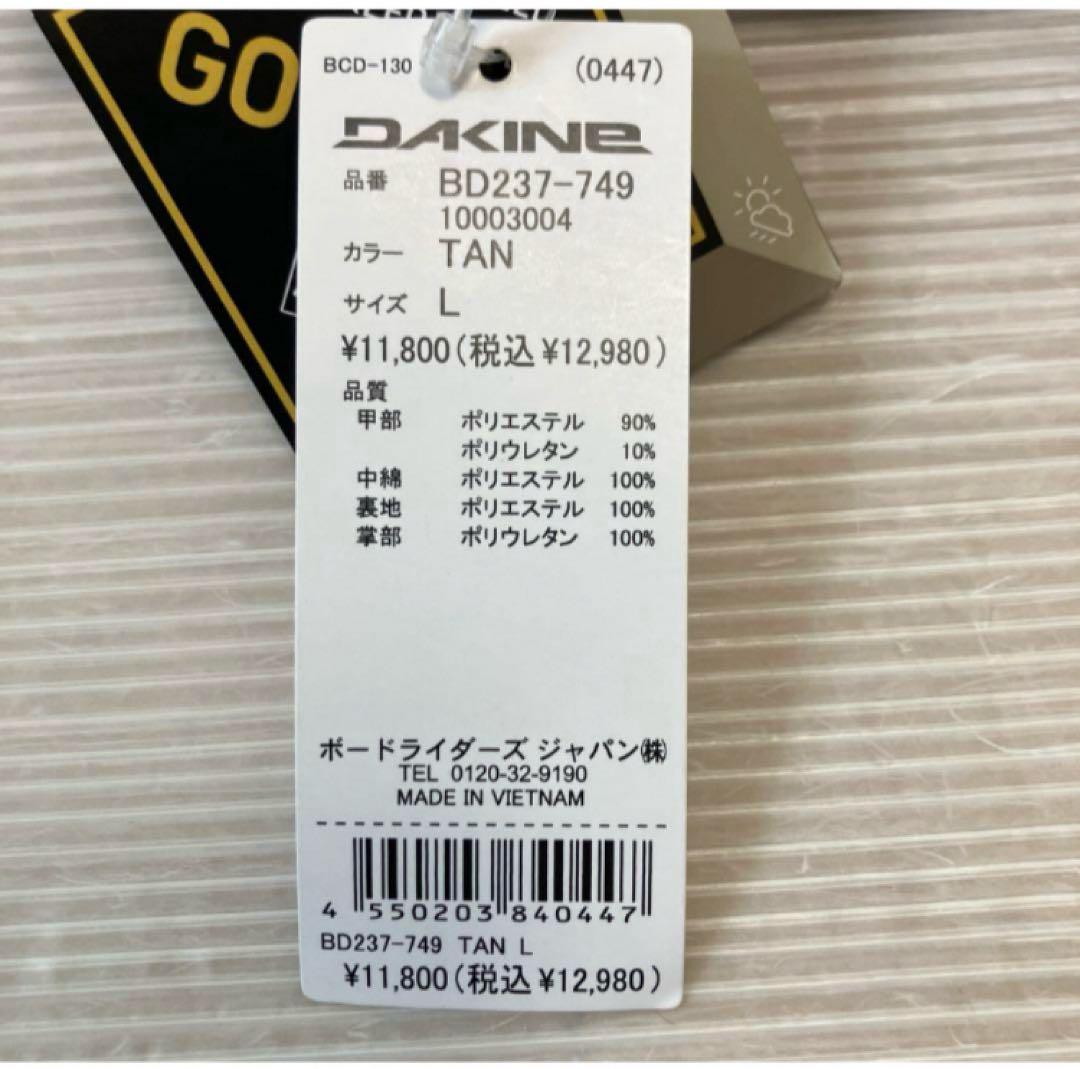 GO
BCD-130 (0447)
DAKINE
品番 BD237-749
10003004
カラー TAN
サイズ L
¥11,800(税込 ¥12,980)
品質
甲部 ポリエステル 90%
ポリウレタン 10%
中綿 ポリエステル 100%
裏地 ポリエステル 100%
掌部 ポリウレタン 100%
ボードライダーズ ジャパン㈱
TEL 0120-32-9190
MADE IN VIETNAM
4 550203 840447
BD237-749 TAN L
¥11,800(税込 ¥12,980)